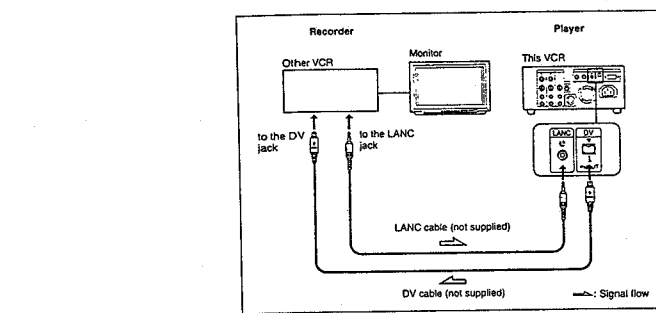 Recorder
Player
Other VCR
Monitor
This VCR
to the DV
jack
to the LANC
jack
LANC
DV
LANC cable (not supplied)
DV cable (not supplied)
: Signal flow